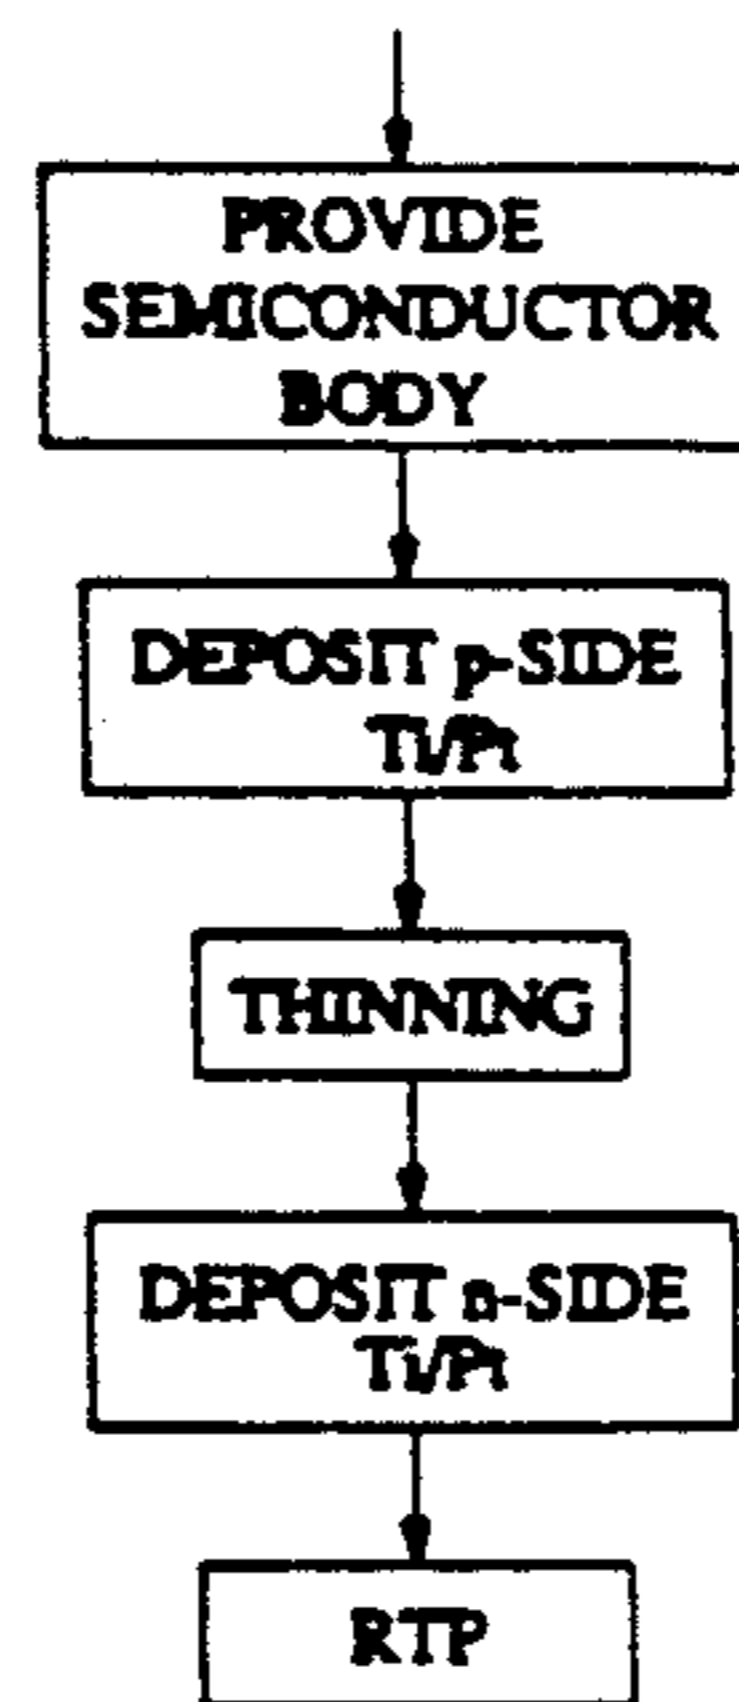 PROVIDE
SEMICONDUCTOR
BODY
DEPOSIT p-SIDE
Ti/Pt
THINNING
DEPOSIT n-SIDE
Ti/Pt
RTP